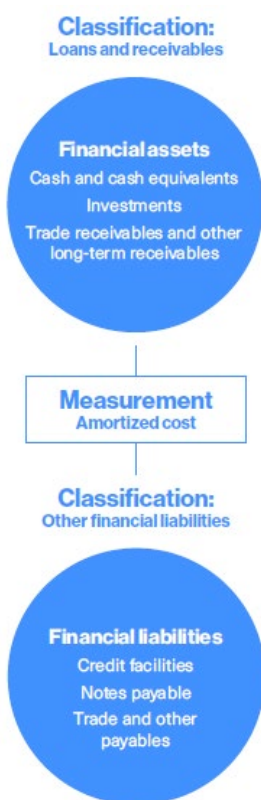 Classification:
Loans and receivables
Financial assets
Cash and cash equivalents
Investments
Trade receivables and other
long-term receivables
Measurement
Amortized cost
Classification:
Other financial liabilities
Financial liabilities
Credit facilities
Notes payable
Trade and other
payables